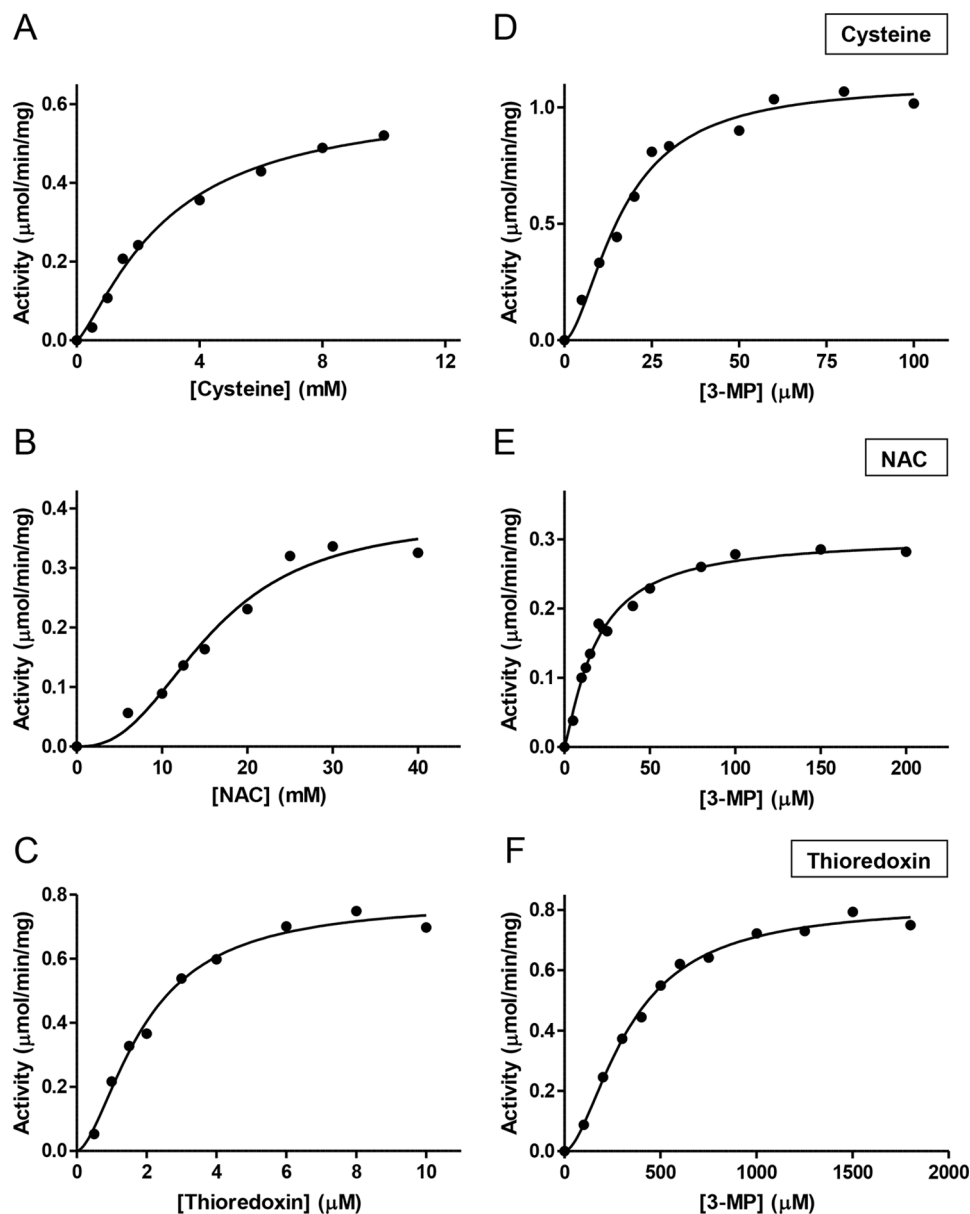 A
Activity (μmol/min/mg)
0.6
0.4
0.2
0.0
0 4 8 12
[Cysteine] (mM)
D
Cysteine
Activity (μmol/min/mg)
1.0
0.5
0.0
0 25 50 75 100
[3-MP] (μM)
B
Activity (μmol/min/mg)
0.4
0.3
0.2
0.1
0.0
0 10 20 30 40
[NAC] (mM)
E
NAC
Activity (μmol/min/mg)
0.3
0.2
0.1
0.0
0 50 100 150 200
[3-MP] (μM)
C
Activity (μmol/min/mg)
0.8
0.6
0.4
0.2
0.0
0 2 4 6 8 10
[Thioredoxin] (μM)
F
Thioredoxin
Activity (μmol/min/mg)
0.8
0.6
0.4
0.2
0.0
0 500 1000 1500 2000
[3-MP] (μM)